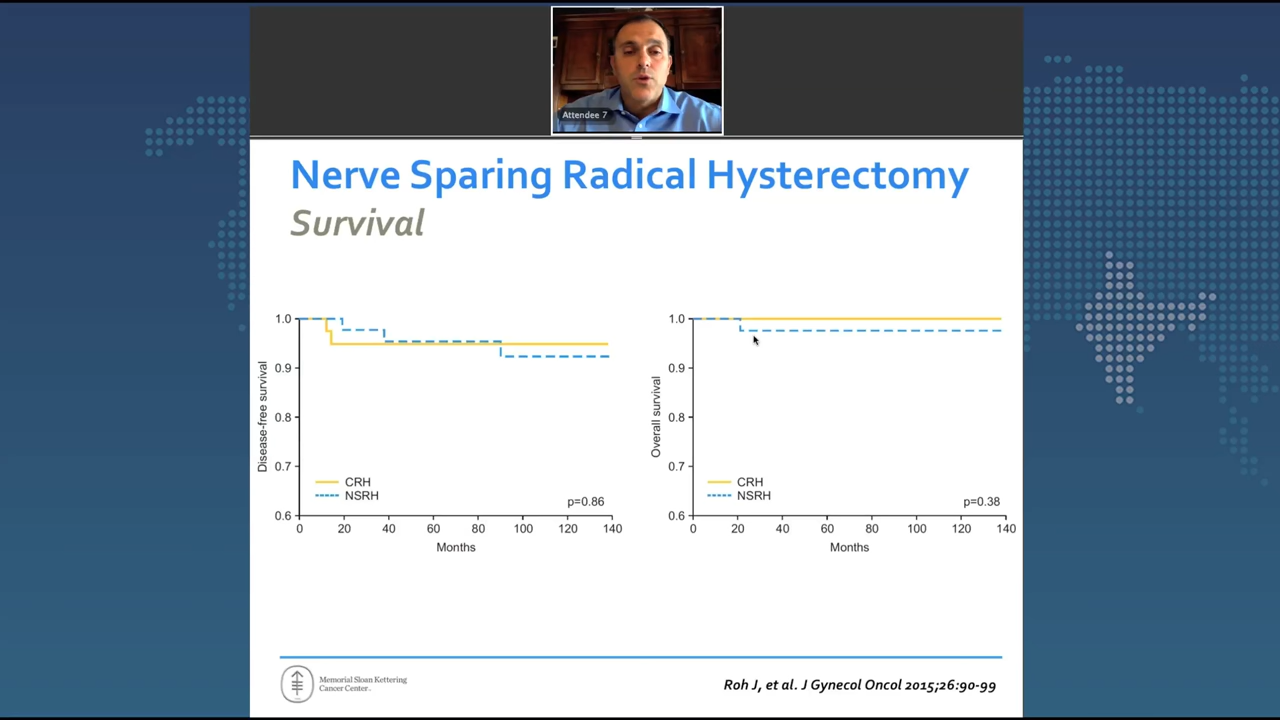 Attendee 7
Nerve Sparing Radical Hysterectomy
Survival
1.0
0.9
0.8
0.7
0.6
Disease-free survival
CRH
NSRH
p=0.86
0 20 40 60 80 100 120 140
Months
1.0
0.9
0.8
0.7
0.6
Overall survival
CRH
NSRH
p=0.38
0 20 40 60 80 100 120 140
Months
Memorial Sloan Kettering
Cancer Center
Roh J, et al. J Gynecol Oncol 2015;26:90-99